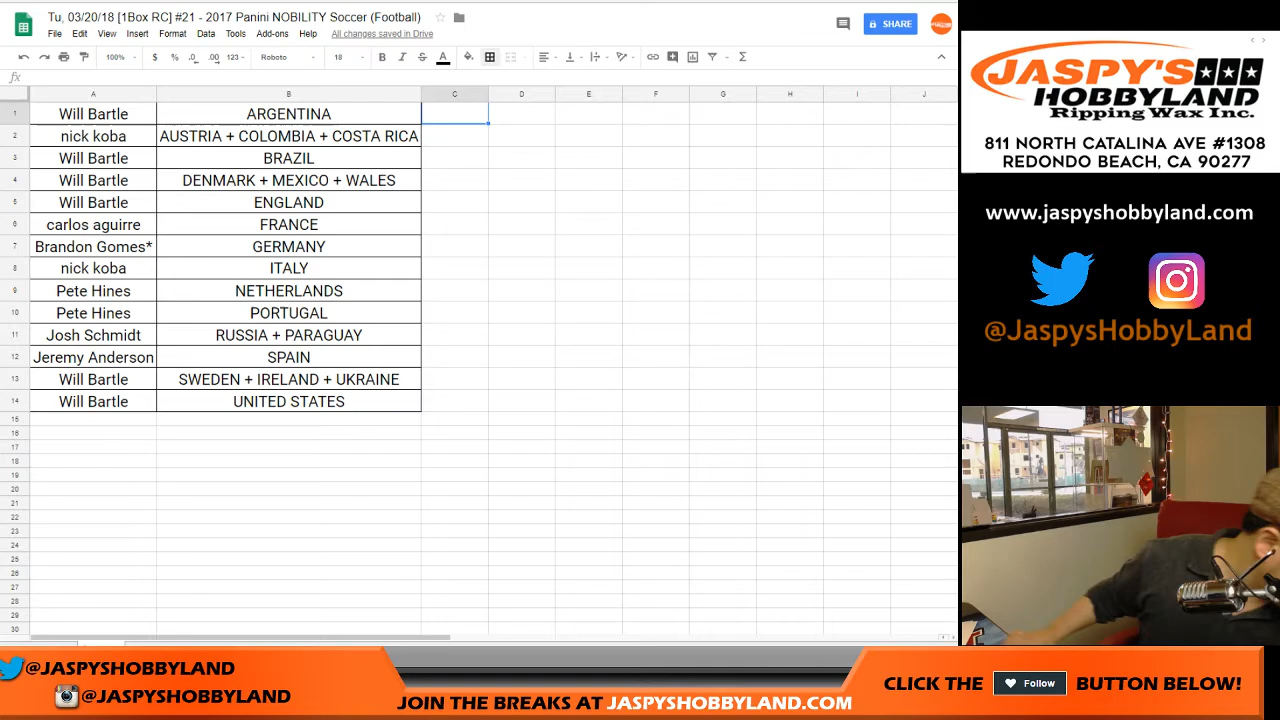 Tu, 03/20/18 [1Box RC] #21 - 2017 Panini NOBILITY Soccer (Football)
File Edit View Insert Format Data Tools Add-ons Help All changes saved in Drive
SHARE
100% $ % .0 .00 123 Roboto 18 B I S A Σ
fx
A B C D E F G H I J
1 Will Bartle ARGENTINA
2 nick koba AUSTRIA + COLOMBIA + COSTA RICA
3 Will Bartle BRAZIL
4 Will Bartle DENMARK + MEXICO + WALES
5 Will Bartle ENGLAND
6 carlos aguirre FRANCE
7 Brandon Gomes* GERMANY
8 nick koba ITALY
9 Pete Hines NETHERLANDS
10 Pete Hines PORTUGAL
11 Josh Schmidt RUSSIA + PARAGUAY
12 Jeremy Anderson SPAIN
13 Will Bartle SWEDEN + IRELAND + UKRAINE
14 Will Bartle UNITED STATES
15
16
17
18
19
20
21
22
23
24
25
26
27
28
29
30
JASPY'S
HOBBYLAND
Ripping Wax Inc.
811 NORTH CATALINA AVE #1308
REDONDO BEACH, CA 90277
www.jaspyshobbyland.com
@JaspysHobbyLand
@JASPYSHOBBYLAND
@JASPYSHOBBYLAND
JOIN THE BREAKS AT JASPYSHOBBYLAND.COM
CLICK THE Follow BUTTON BELOW!